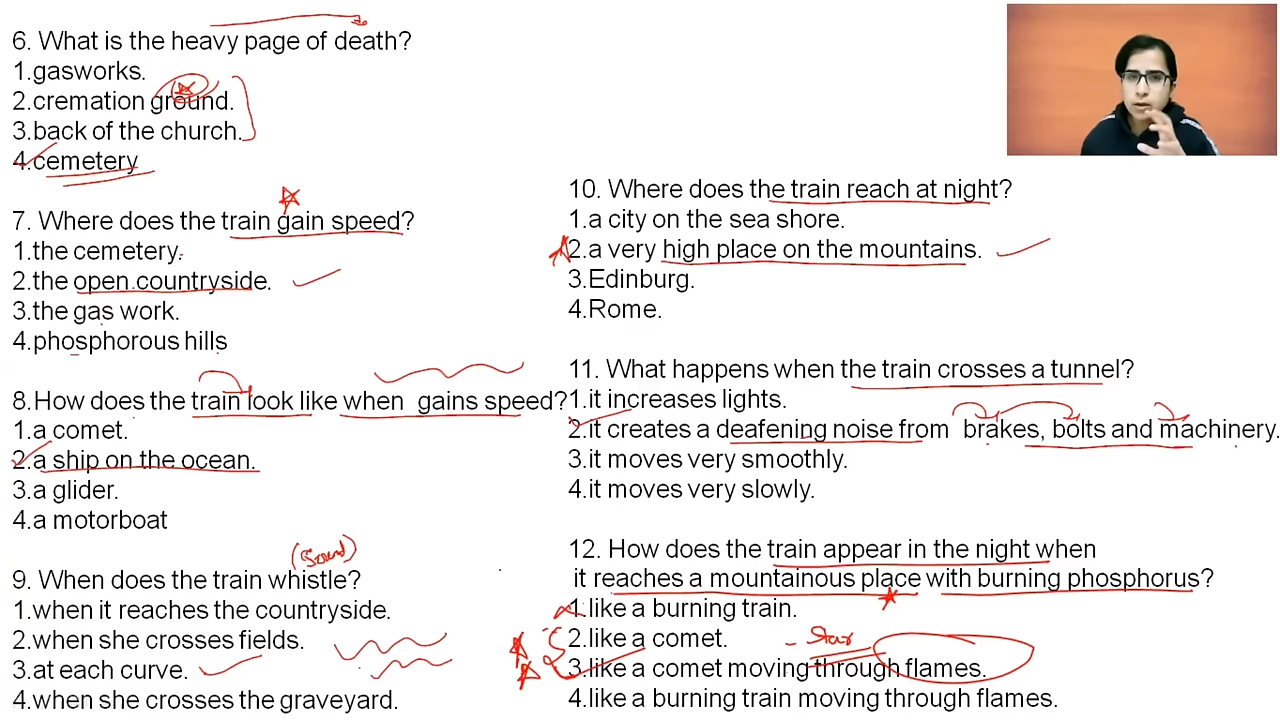 6. What is the heavy page of death?
1.gasworks.
2.cremation ground.
3.back of the church.
4.cemetery
7. Where does the train gain speed?
1.the cemetery.
2.the open countryside.
3.the gas work.
4.phosphorous hills
8.How does the train look like when gains speed?
1.a comet.
2.a ship on the ocean.
3.a glider.
4.a motorboat
(Sound)
9. When does the train whistle?
1.when it reaches the countryside.
2.when she crosses fields.
3.at each curve.
4.when she crosses the graveyard.
10. Where does the train reach at night?
1.a city on the sea shore.
2.a very high place on the mountains.
3.Edinburg.
4.Rome.
11. What happens when the train crosses a tunnel?
1.it increases lights.
2.it creates a deafening noise from brakes, bolts and machinery.
3.it moves very smoothly.
4.it moves very slowly.
12. How does the train appear in the night when
it reaches a mountainous place with burning phosphorus?
1.like a burning train.
2.like a comet. - Star
3.like a comet moving through flames.
4.like a burning train moving through flames.